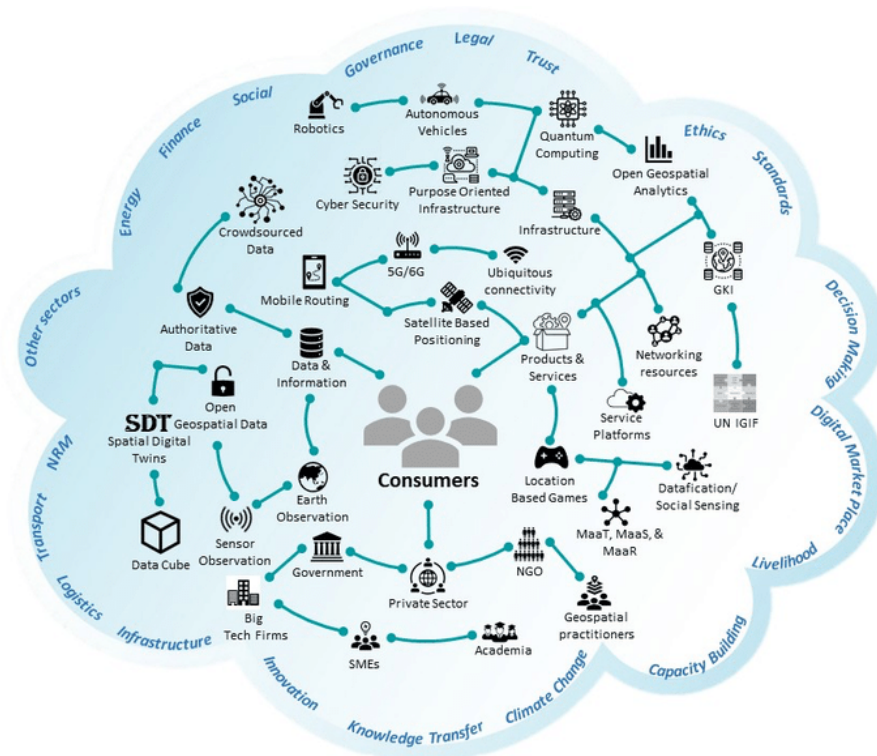 Governance
Legal
Trust
Social
Finance
Energy
Ethics
Standards
Robotics
Autonomous
Vehicles
Quantum
Computing
Open Geospatial
Analytics
Cyber Security
Purpose Oriented
Infrastructure
Infrastructure
Crowdsourced
Data
5G/6G
Ubiquitous
connectivity
GKI
Mobile Routing
Satellite Based
Positioning
Authoritative
Data
Data &
Information
Products &
Services
Networking
resources
Other sectors
Decision Making
Open
Geospatial Data
SDT
Spatial Digital
Twins
Service
Platforms
UN IGIF
Consumers
NRM
Transport
Logistics
Infrastructure
Digital Market Place
Livelihood
Capacity Building
Earth
Observation
Location
Based Games
Datafication/
Social Sensing
Data Cube
Sensor
Observation
MaaT, MaaS, &
MaaR
Government
Private Sector
NGO
Geospatial
practitioners
Big
Tech Firms
SMEs
Academia
Innovation
Knowledge Transfer
Climate Change